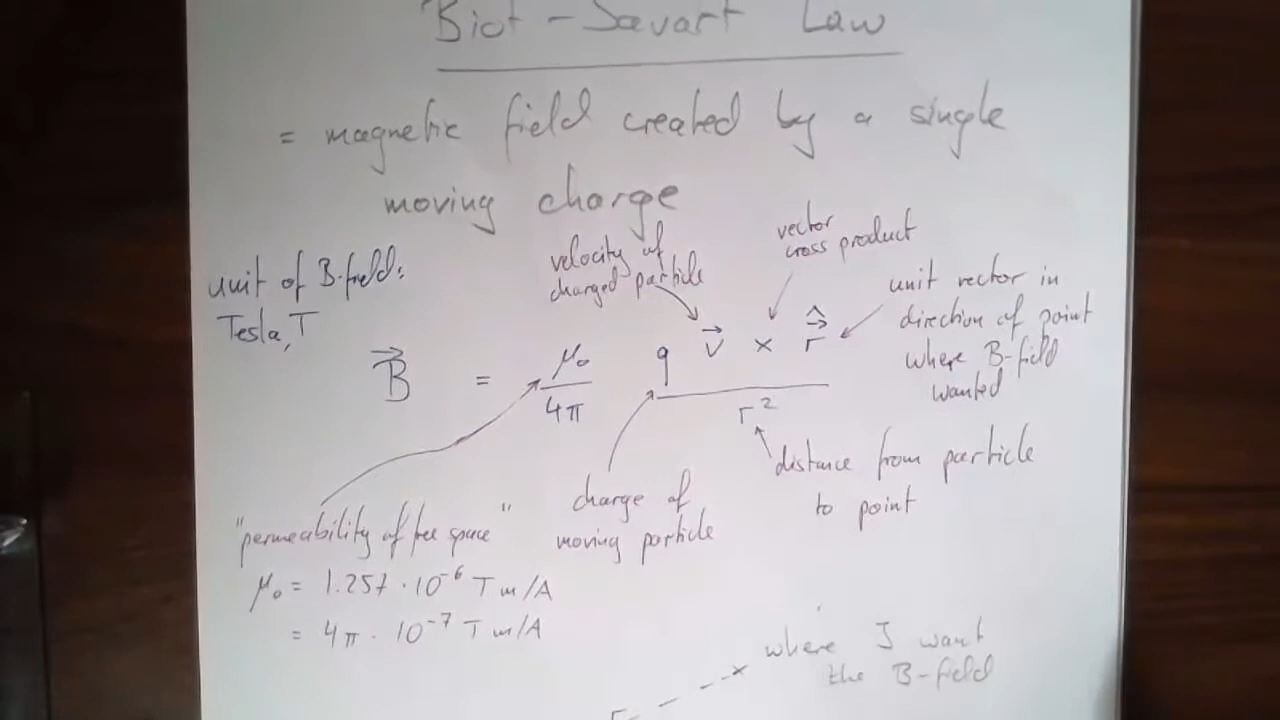 Biot - Savart Law
= magnetic field created by a single
moving charge
unit of B-field:
Tesla, T
velocity of
charged particle
vector
cross product
unit vector in
direction of point
where B-field
wanted
B⃗ = μ₀/4π q v⃗ × r̂⃗ / r²
distance from particle
to point
charge of
moving particle
"permeability of free space"
μ₀ = 1.257 · 10⁻⁶ Tm/A
= 4π · 10⁻⁷ Tm/A
where I want
the B-field
r